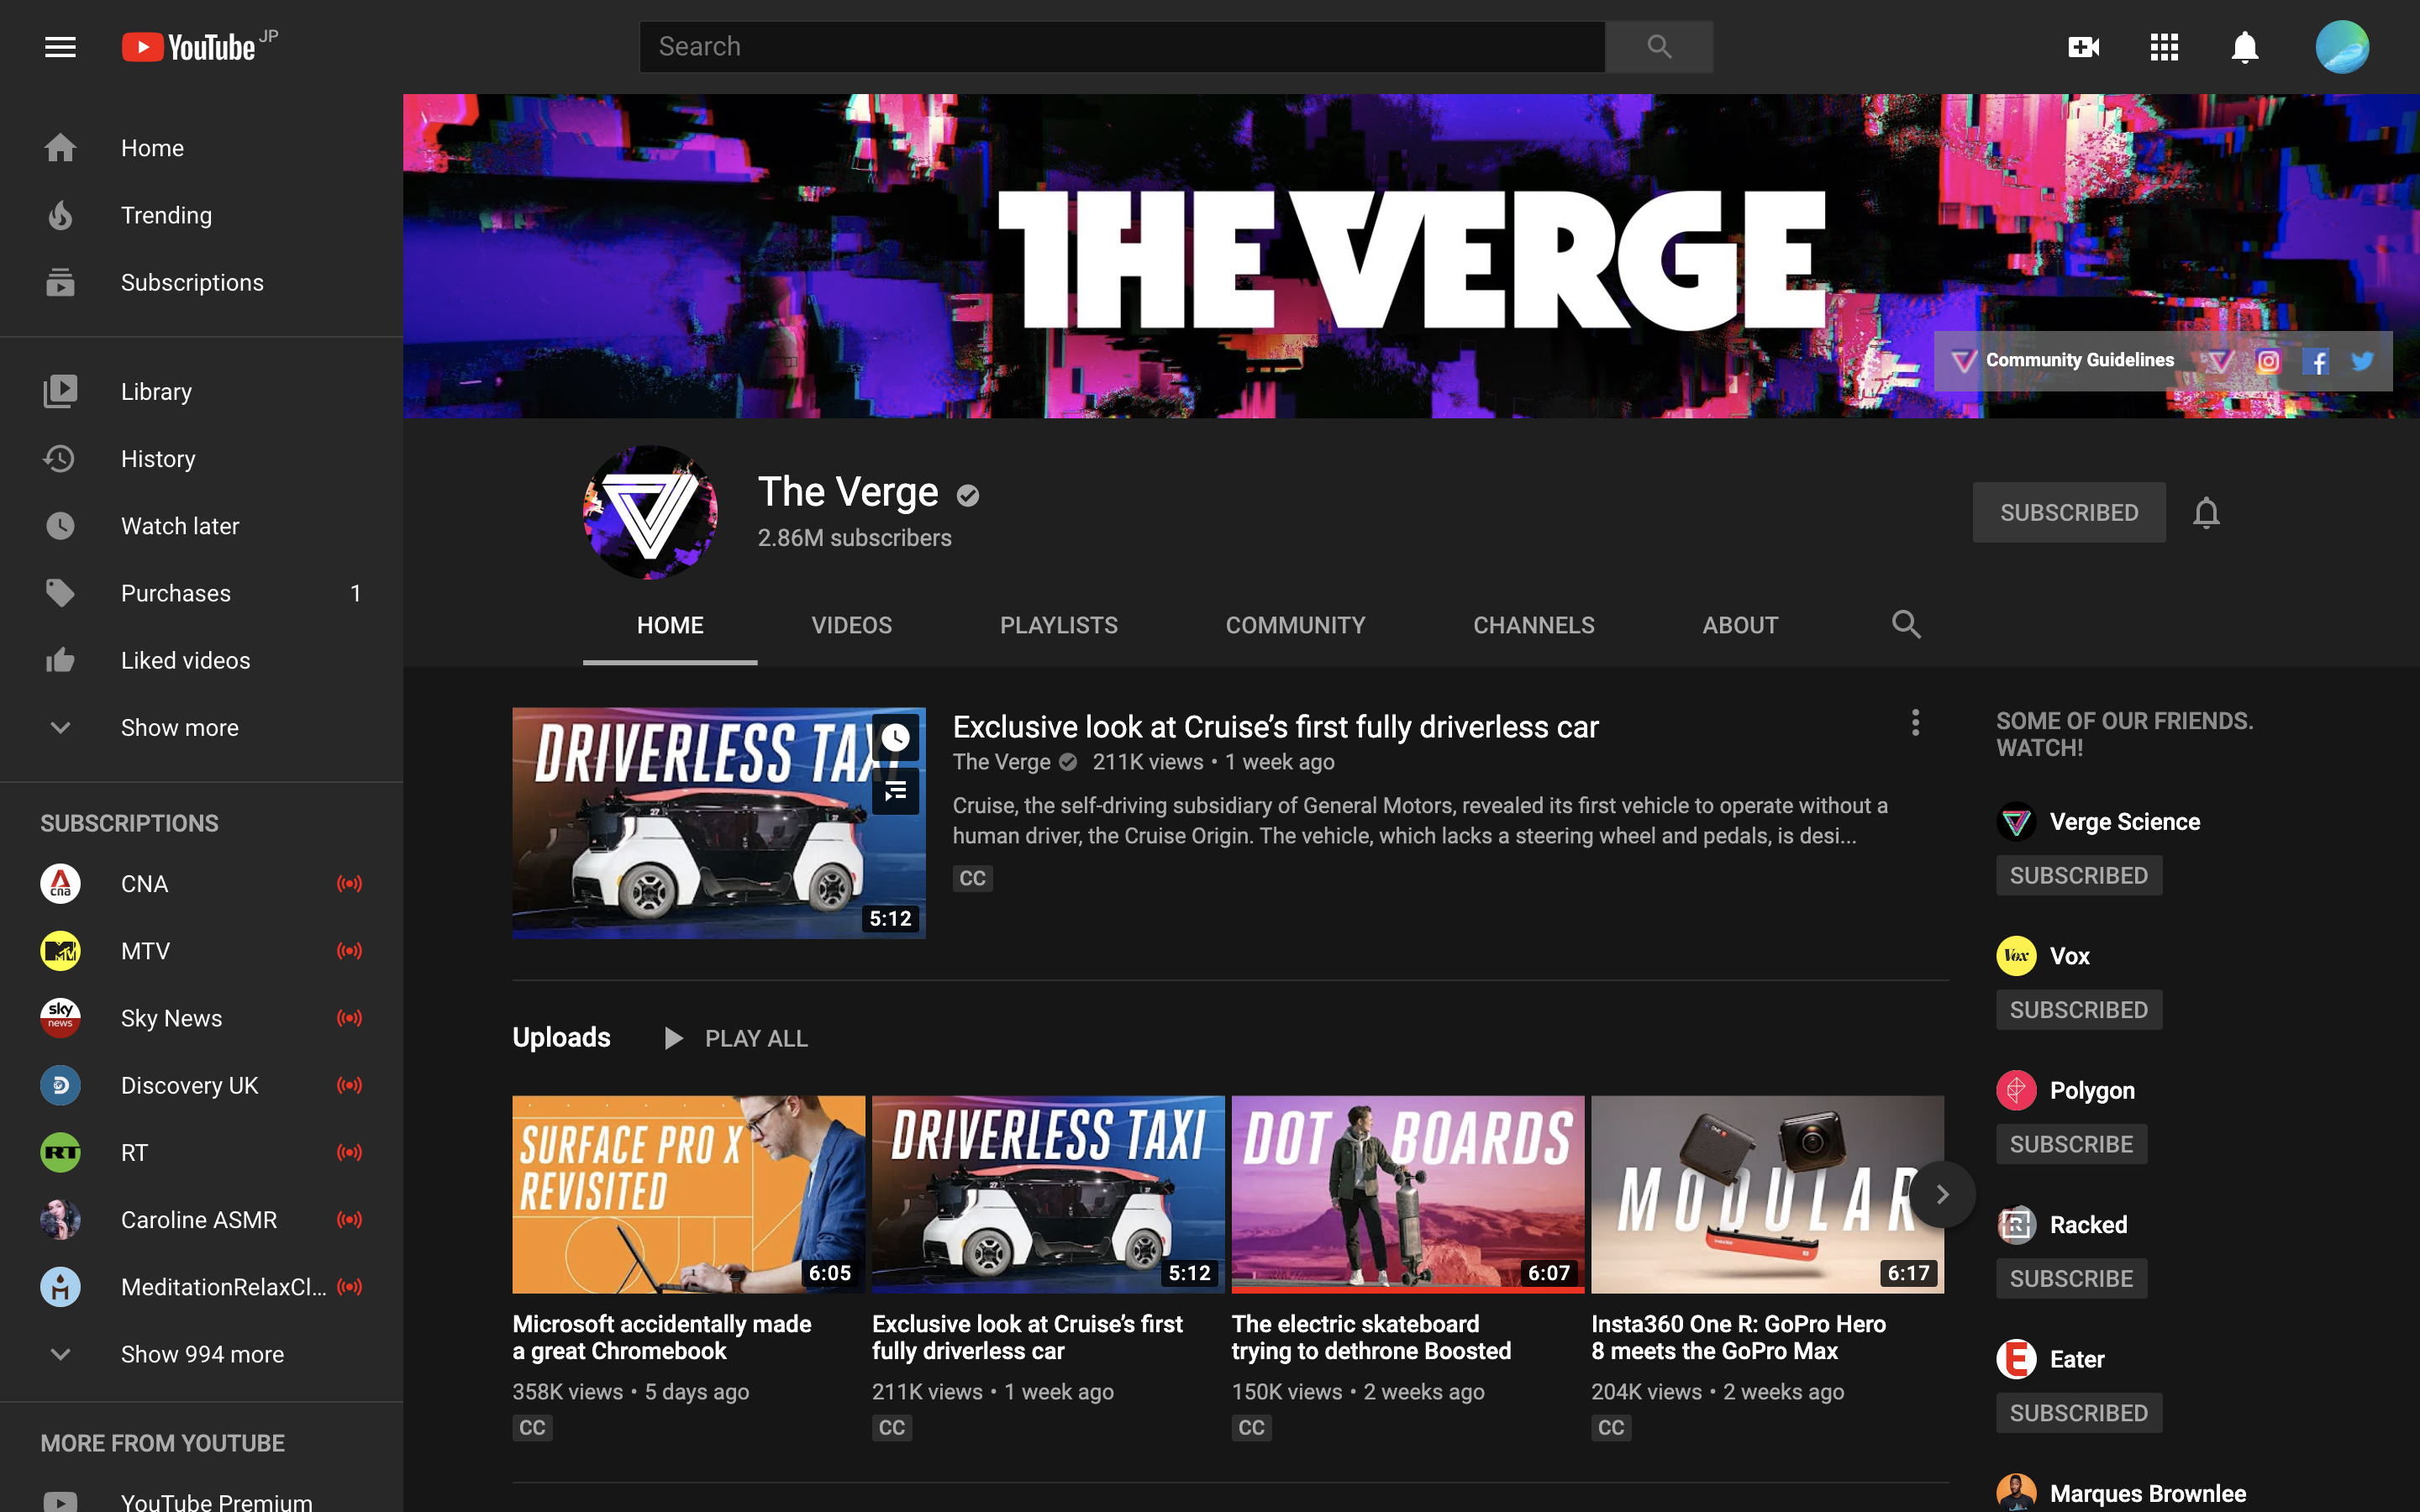 YouTube JP
Search
Home
Trending
Subscriptions
Library
History
Watch later
Purchases 1
Liked videos
Show more
SUBSCRIPTIONS
cna
CNA
MTV
MTV
sky
news
Sky News
Discovery UK
RT
RT
Caroline ASMR
MeditationRelaxCl...
Show 994 more
MORE FROM YOUTUBE
YouTube Premium
THE VERGE
Community Guidelines
The Verge
2.86M subscribers
SUBSCRIBED
HOME VIDEOS PLAYLISTS COMMUNITY CHANNELS ABOUT
DRIVERLESS TAXI
5:12
Exclusive look at Cruise’s first fully driverless car
The Verge 211K views • 1 week ago
Cruise, the self-driving subsidiary of General Motors, revealed its first vehicle to operate without a
human driver, the Cruise Origin. The vehicle, which lacks a steering wheel and pedals, is desi...
CC
Uploads PLAY ALL
SURFACE PRO X
REVISITED
6:05
Microsoft accidentally made
a great Chromebook
358K views • 5 days ago
CC
DRIVERLESS TAXI
5:12
Exclusive look at Cruise’s first
fully driverless car
211K views • 1 week ago
CC
DOT BOARDS
6:07
The electric skateboard
trying to dethrone Boosted
150K views • 2 weeks ago
CC
MODULAR
6:17
Insta360 One R: GoPro Hero
8 meets the GoPro Max
204K views • 2 weeks ago
CC
SOME OF OUR FRIENDS.
WATCH!
Verge Science
SUBSCRIBED
Vox
Vox
SUBSCRIBED
Polygon
SUBSCRIBE
R
Racked
SUBSCRIBE
E
Eater
SUBSCRIBED
Marques Brownlee